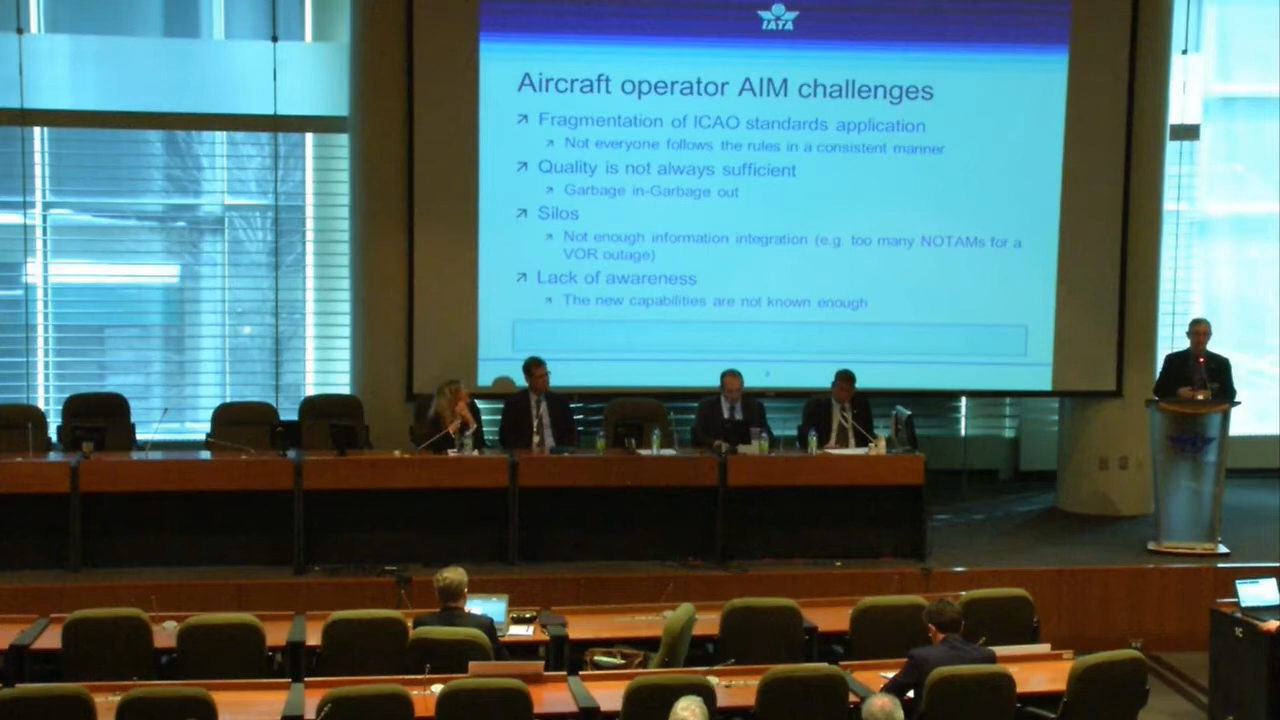 IATA
Aircraft operator AIM challenges
Fragmentation of ICAO standards application
Not everyone follows the rules in a consistent manner
Quality is not always sufficient
Garbage in-Garbage out
Silos
Not enough information integration (e.g. too many NOTAMs for a
VOR outage)
Lack of awareness
The new capabilities are not known enough